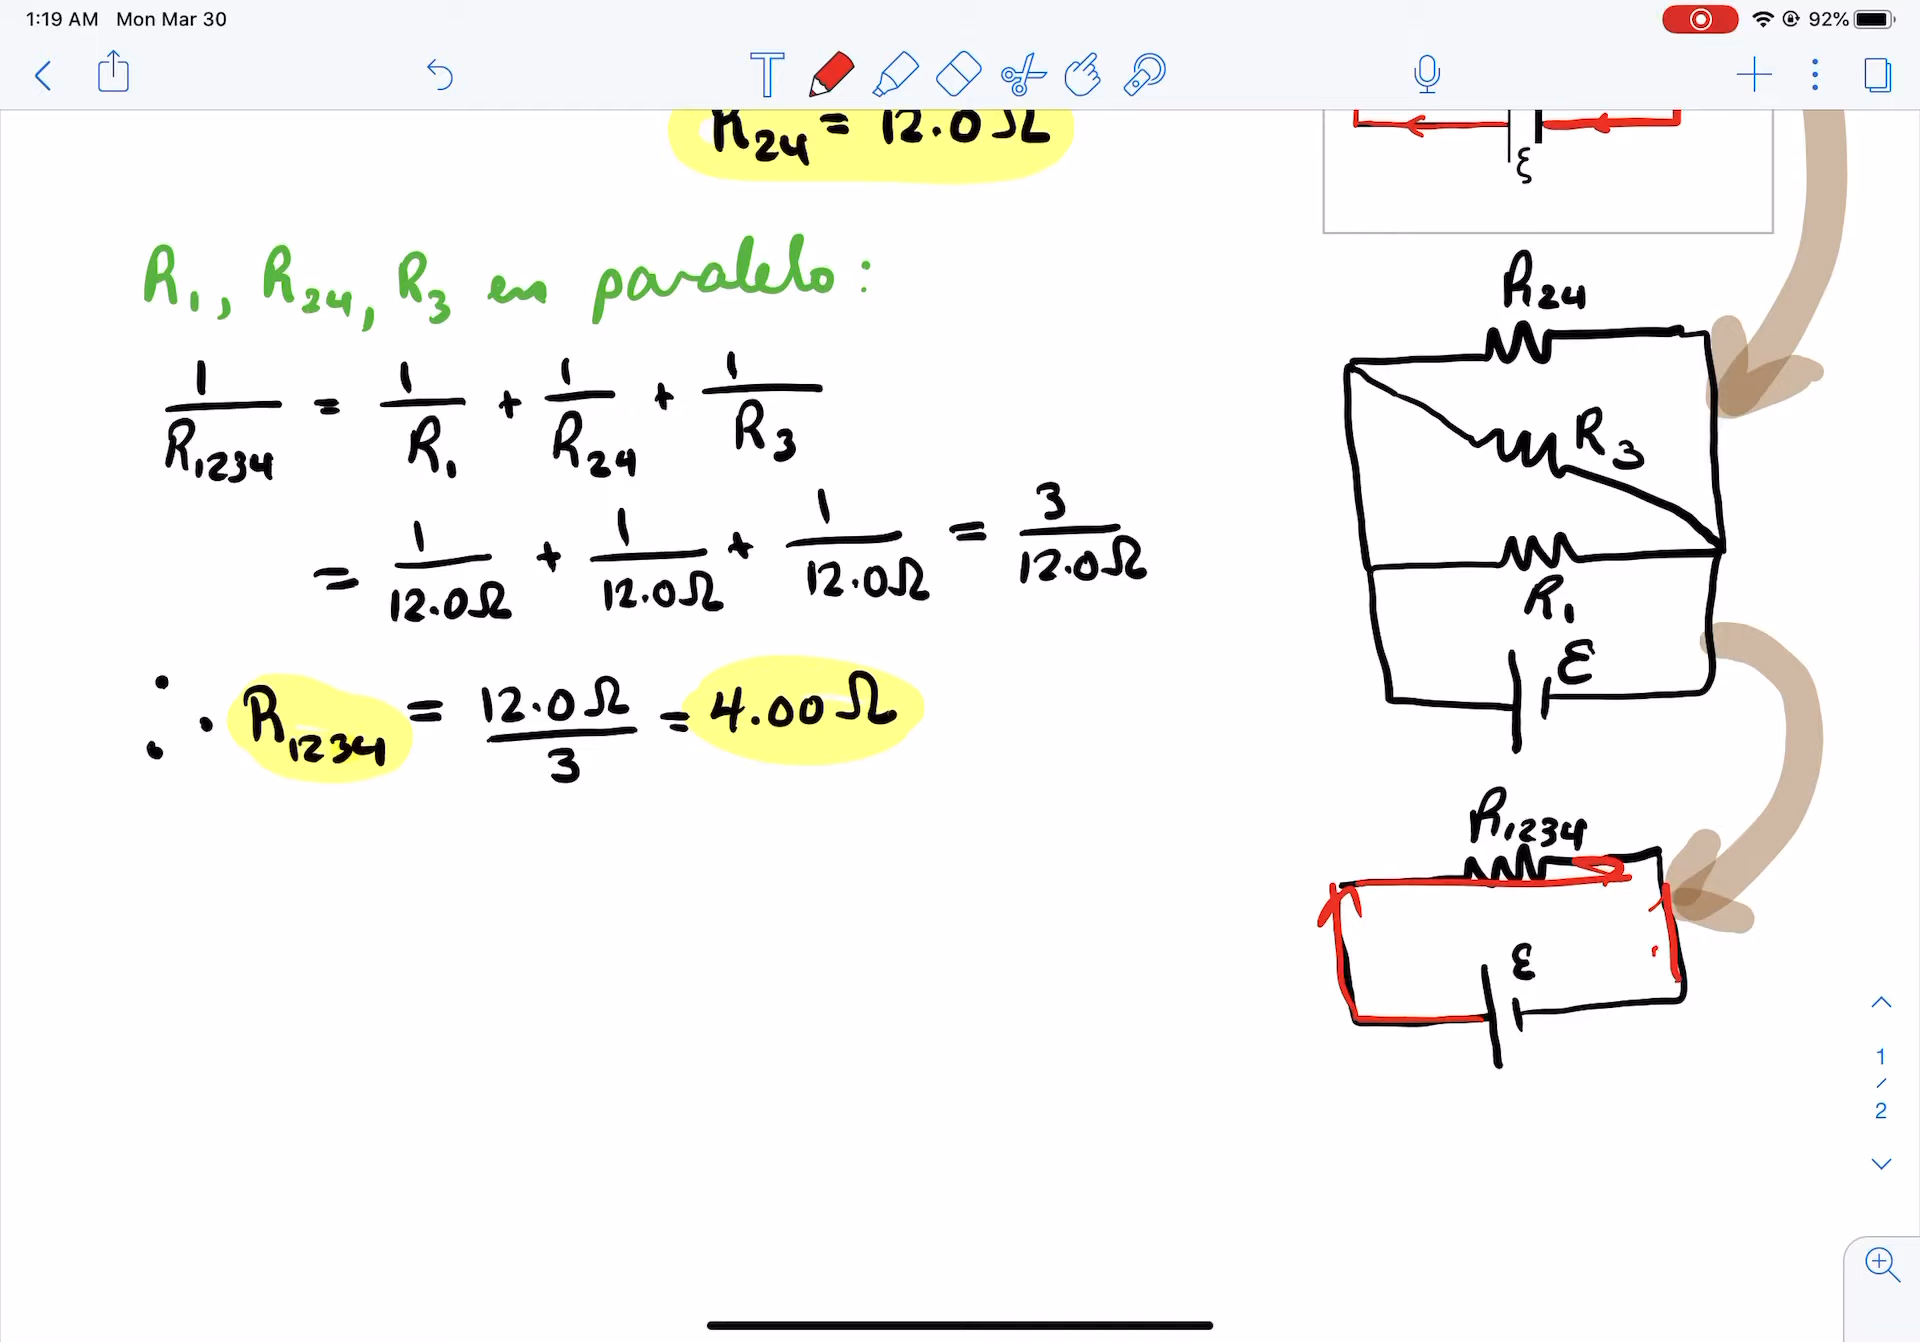 1:19 AM Mon Mar 30
92%
T
R24 = 12.0 Ω
ξ
R1, R24, R3 en paralelo:
1/R1234 = 1/R1 + 1/R24 + 1/R3
= 1/12.0Ω + 1/12.0Ω + 1/12.0Ω = 3/12.0Ω
∴ R1234 = 12.0Ω/3 = 4.00 Ω
R24
R3
R1
ε
R1234
ε
1
/
2